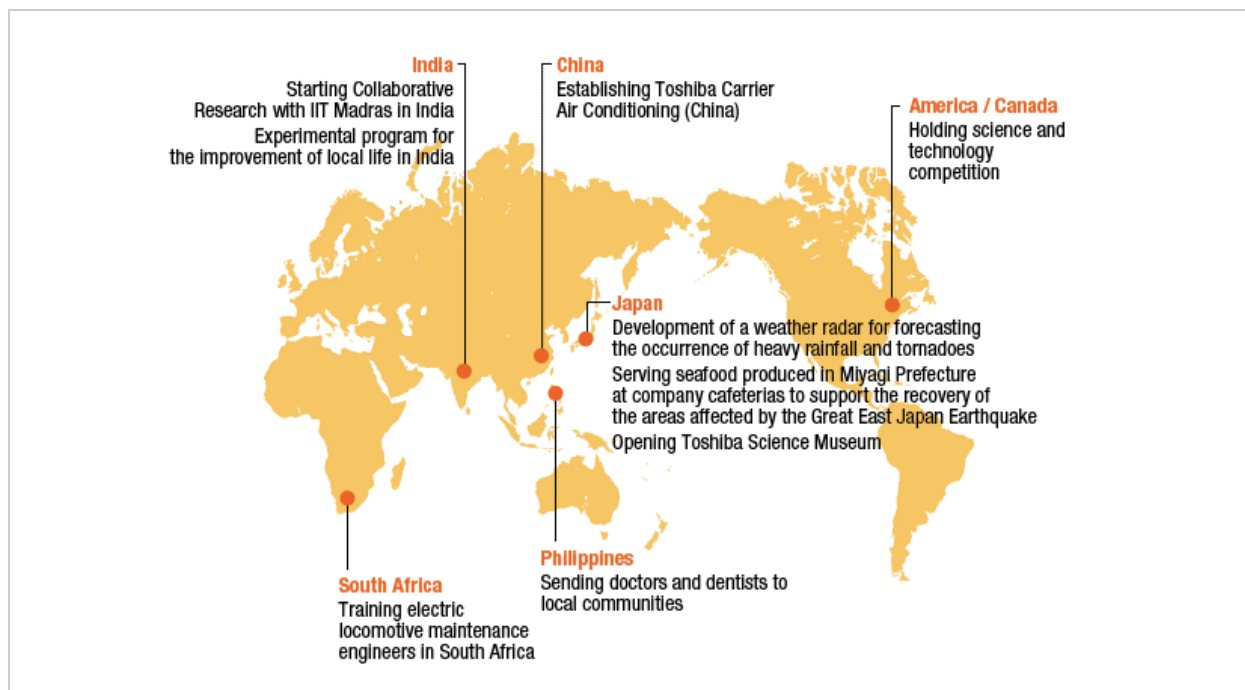 India
Starting Collaborative
Research with IIT Madras in India
Experimental program for
the improvement of local life in India
China
Establishing Toshiba Carrier
Air Conditioning (China)
America / Canada
Holding science and
technology
competition
Japan
Development of a weather radar for forecasting
the occurrence of heavy rainfall and tornadoes
Serving seafood produced in Miyagi Prefecture
at company cafeterias to support the recovery of
the areas affected by the Great East Japan Earthquake
Opening Toshiba Science Museum
Philippines
Sending doctors and dentists to
local communities
South Africa
Training electric
locomotive maintenance
engineers in South Africa